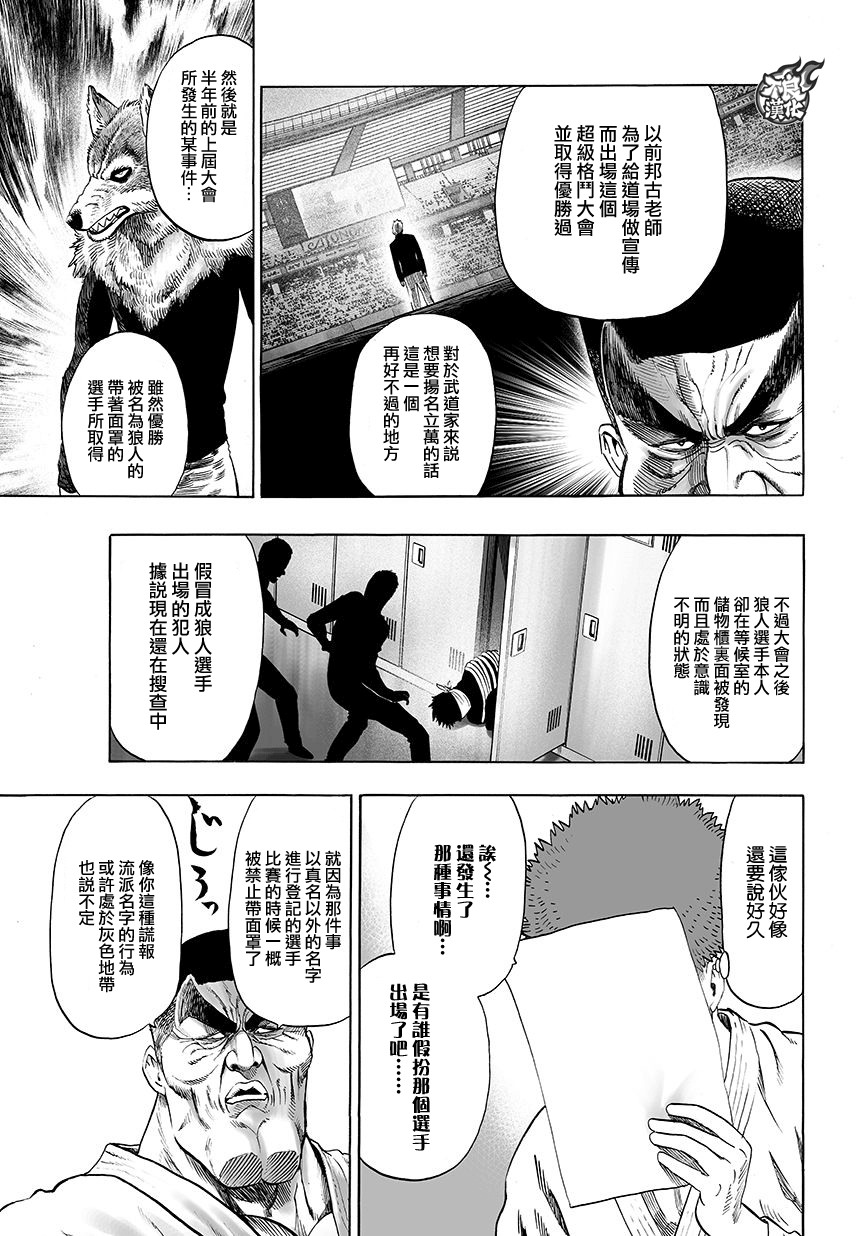 以前邦古老師
為了給道場做宣傳
而出場這個
超級格鬥大會
並取得優勝過
對於武道家來說
想要揚名立萬的話
這是一個
再好不過的地方
然後就是
半年前的上屆大會
所發生的某事件…
雖然優勝
被名為狼人的
帶著面罩的
選手所取得
不過大會之後
狼人選手本人
卻在等候室的
儲物櫃裏面被發現
而且處於意識
不明的狀態
假冒成狼人選手
出場的犯人
據説現在還在搜查中
這傢伙好像
還要說好久
誒～…
還發生了
那種事情啊…
是有誰假份那個選手
出場了吧……
就因為那件事
以真名以外的名字
進行登記的選手
比賽的時候一概
被禁止帶面罩了
じろっ
像你這種謊報
流派名字的行為
或許處於灰色地帶
也説不定
狼漢化